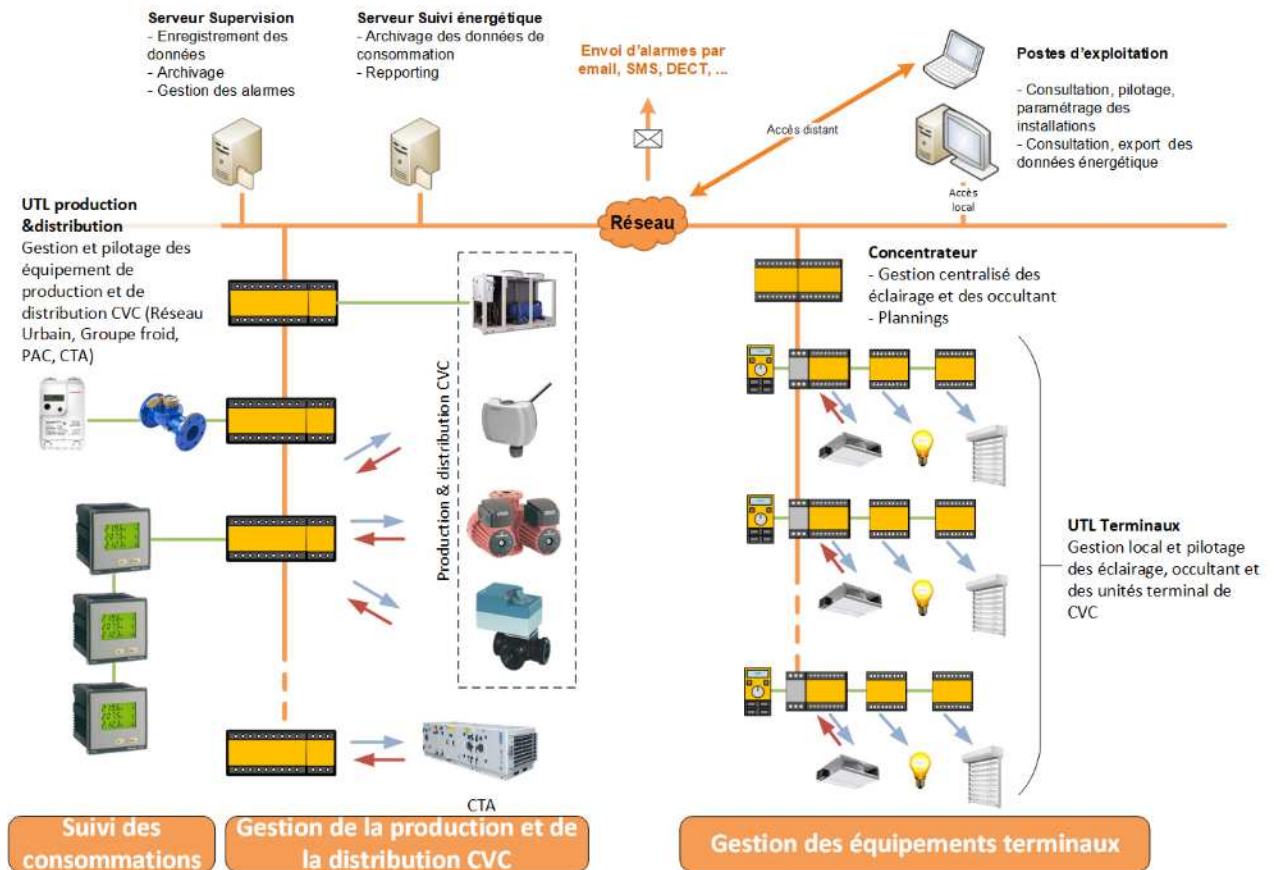 Serveur Supervision
- Enregistrement des
données
- Archivage
- Gestion des alarmes
Serveur Suivi énergétique
- Archivage des données de
consommation
- Repporting
Envoi d'alarmes par
email, SMS, DECT, ...
Accès distant
Postes d'exploitation
- Consultation, pilotage,
paramétrage des
installations
- Consultation, export des
données énergétique
Accès
local
Réseau
UTL production
&distribution
Gestion et pilotage des
équipement de
production et de
distribution CVC (Réseau
Urbain, Groupe froid,
PAC, CTA)
Production & distribution CVC
CTA
Concentrateur
- Gestion centralisé des
éclairage et des occultant
- Plannings
UTL Terminaux
Gestion local et pilotage
des éclairage, occultant et
des unités terminal de
CVC
Suivi des
consommations
Gestion de la production et de
la distribution CVC
Gestion des équipements terminaux